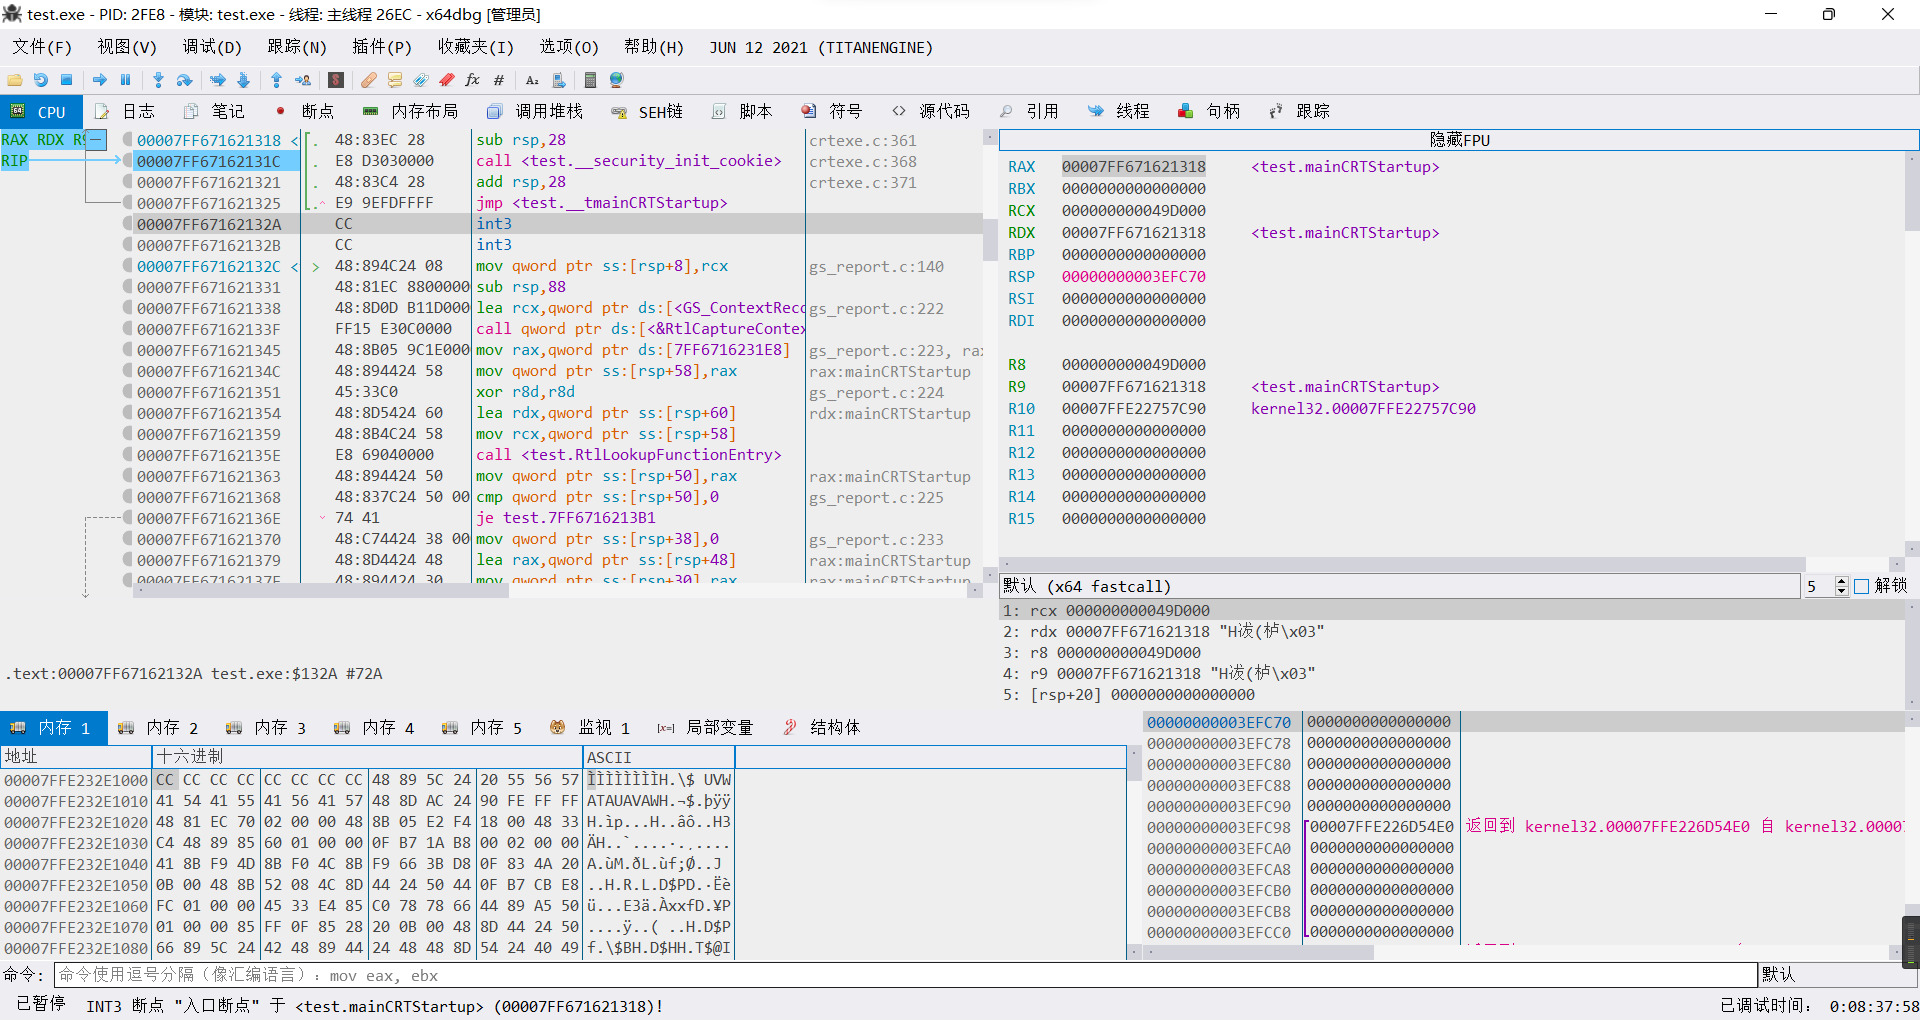 test.exe - PID: 2FE8 - 模块: test.exe - 线程: 主线程 26EC - x64dbg [管理员]
文件(F) 视图(V) 调试(D) 跟踪(N) 插件(P) 收藏夹(I) 选项(O) 帮助(H) JUN 12 2021 (TITANENGINE)
CPU 日志 笔记 断点 内存布局 调用堆栈 SEH链 脚本 符号 源代码 引用 线程 句柄 跟踪
RAX RDX R9
RIP
00007FF671621318 < 48:83EC 28 sub rsp,28 crtexe.c:361
00007FF67162131C E8 D3030000 call <test.__security_init_cookie> crtexe.c:368
00007FF671621321 48:83C4 28 add rsp,28 crtexe.c:371
00007FF671621325 E9 9EFDFFFF jmp <test.__tmainCRTStartup>
00007FF67162132A CC int3
00007FF67162132B CC int3
00007FF67162132C < > 48:894C24 08 mov qword ptr ss:[rsp+8],rcx gs_report.c:140
00007FF671621331 48:81EC 88000000 sub rsp,88
00007FF671621338 48:8D0D B11D0000 lea rcx,qword ptr ds:[<GS_ContextReco gs_report.c:222
00007FF67162133F FF15 E30C0000 call qword ptr ds:[<&RtlCaptureContex
00007FF671621345 48:8B05 9C1E0000 mov rax,qword ptr ds:[7FF6716231E8] gs_report.c:223, rax
00007FF67162134C 48:894424 58 mov qword ptr ss:[rsp+58],rax rax:mainCRTStartup
00007FF671621351 45:33C0 xor r8d,r8d gs_report.c:224
00007FF671621354 48:8D5424 60 lea rdx,qword ptr ss:[rsp+60] rdx:mainCRTStartup
00007FF671621359 48:8B4C24 58 mov rcx,qword ptr ss:[rsp+58]
00007FF67162135E E8 69040000 call <test.RtlLookupFunctionEntry>
00007FF671621363 48:894424 50 mov qword ptr ss:[rsp+50],rax rax:mainCRTStartup
00007FF671621368 48:837C24 50 00 cmp qword ptr ss:[rsp+50],0 gs_report.c:225
00007FF67162136E 74 41 je test.7FF6716213B1
00007FF671621370 48:C74424 38 00 mov qword ptr ss:[rsp+38],0 gs_report.c:233
00007FF671621379 48:8D4424 48 lea rax,qword ptr ss:[rsp+48] rax:mainCRTStartup
00007FF67162137E 48:894424 30 mov qword ptr ss:[rsp+30],rax rax:mainCRTStartup
.text:00007FF67162132A test.exe:$132A #72A
隐藏FPU
RAX 00007FF671621318 <test.mainCRTStartup>
RBX 0000000000000000
RCX 000000000049D000
RDX 00007FF671621318 <test.mainCRTStartup>
RBP 0000000000000000
RSP 00000000003EFC70
RSI 0000000000000000
RDI 0000000000000000
R8 000000000049D000
R9 00007FF671621318 <test.mainCRTStartup>
R10 00007FFE22757C90 kernel32.00007FFE22757C90
R11 0000000000000000
R12 0000000000000000
R13 0000000000000000
R14 0000000000000000
R15 0000000000000000
默认 (x64 fastcall) 5 解锁
1: rcx 000000000049D000
2: rdx 00007FF671621318 "H冹(栌\x03"
3: r8 000000000049D000
4: r9 00007FF671621318 "H冹(栌\x03"
5: [rsp+20] 0000000000000000
内存 1 内存 2 内存 3 内存 4 内存 5 监视 1 [x=] 局部变量 结构体
地址 十六进制 ASCII
00007FFE232E1000 CC CC CC CC CC CC CC CC 48 89 5C 24 20 55 56 57 ÌÌÌÌÌÌÌÌH.\$ UVW
00007FFE232E1010 41 54 41 55 41 56 41 57 48 8D AC 24 90 FE FF FF ATAUAVAWH.¬$.þÿÿ
00007FFE232E1020 48 81 EC 70 02 00 00 48 8B 05 E2 F4 18 00 48 33 H.ìp...H..âô..H3
00007FFE232E1030 C4 48 89 85 60 01 00 00 0F B7 1A B8 00 02 00 00 ÄH..`....·.¸....
00007FFE232E1040 41 8B F9 4D 8B F0 4C 8B F9 66 3B D8 0F 83 4A 20 A.ùM.ðL.ùf;Ø..J
00007FFE232E1050 0B 00 48 8B 52 08 4C 8D 44 24 50 44 0F B7 CB E8 ..H.R.L.D$PD.·Ëè
00007FFE232E1060 FC 01 00 00 45 33 E4 85 C0 78 78 66 44 89 A5 50 ü...E3ä.ÀxxfD.¥P
00007FFE232E1070 01 00 00 85 FF 0F 85 28 20 0B 00 48 8D 44 24 50 ....ÿ..( ..H.D$P
00007FFE232E1080 66 89 5C 24 42 48 89 44 24 48 48 8D 54 24 40 49 f.\$BH.D$HH.T$@I
00000000003EFC70 0000000000000000
00000000003EFC78 0000000000000000
00000000003EFC80 0000000000000000
00000000003EFC88 0000000000000000
00000000003EFC90 0000000000000000
00000000003EFC98 00007FFE226D54E0 返回到 kernel32.00007FFE226D54E0 自 kernel32.00007
00000000003EFCA0 0000000000000000
00000000003EFCA8 0000000000000000
00000000003EFCB0 0000000000000000
00000000003EFCB8 0000000000000000
00000000003EFCC0 0000000000000000
命令: 命令使用逗号分隔（像汇编语言）: mov eax, ebx 默认
已暂停 INT3 断点 "入口断点" 于 <test.mainCRTStartup> (00007FF671621318)! 已调试时间: 0:08:37:58